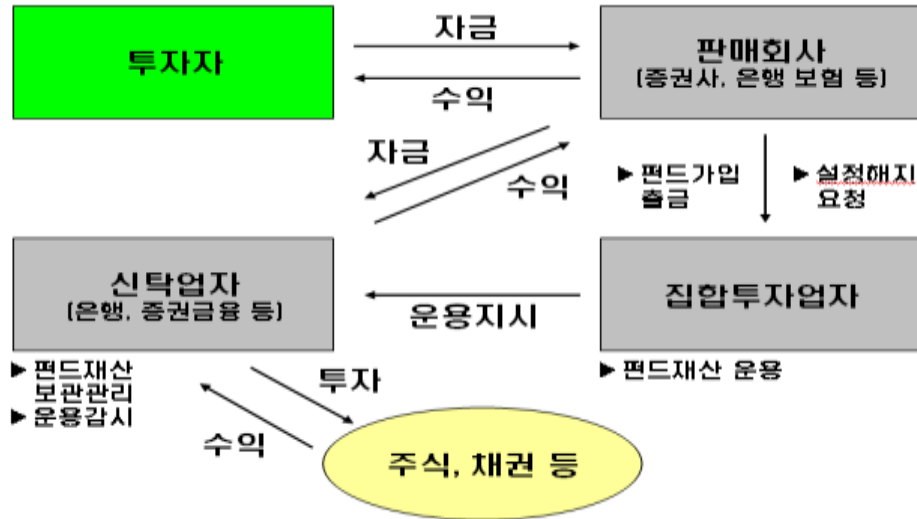 투자자
자금
수익
판매회사
(증권사, 은행 보험 등)
자금
수익
▶ 펀드가입
출금
▶ 설정해지
요청
신탁업자
(은행, 증권금융 등)
운용지시
집합투자업자
▶ 펀드재산
보관관리
▶ 운용감시
▶ 펀드재산 운용
투자
수익
주식, 채권 등